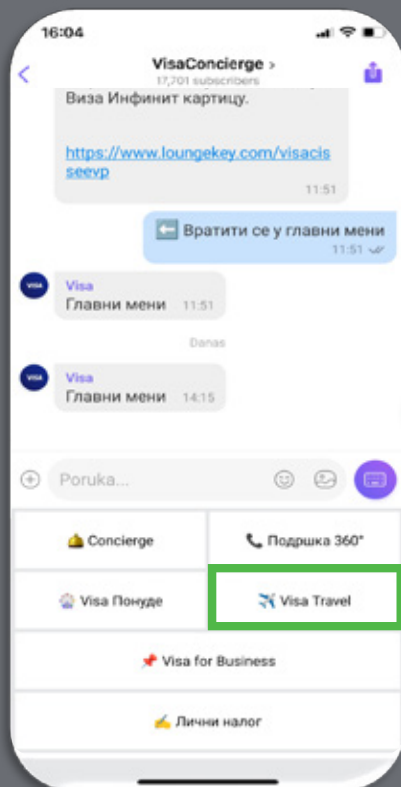 16:04
VisaConcierge >
17,701 subscribers
Виза Инфинит картицу.
https://www.loungekey.com/visacis
seevp
11:51
Вратити се у главни мени
11:51
VISA
Visa
Главни мени 11:51
Danas
VISA
Visa
Главни мени 14:15
Poruka...
Concierge
Подршка 360°
Visa Понуде
Visa Travel
Visa for Business
Лични налог